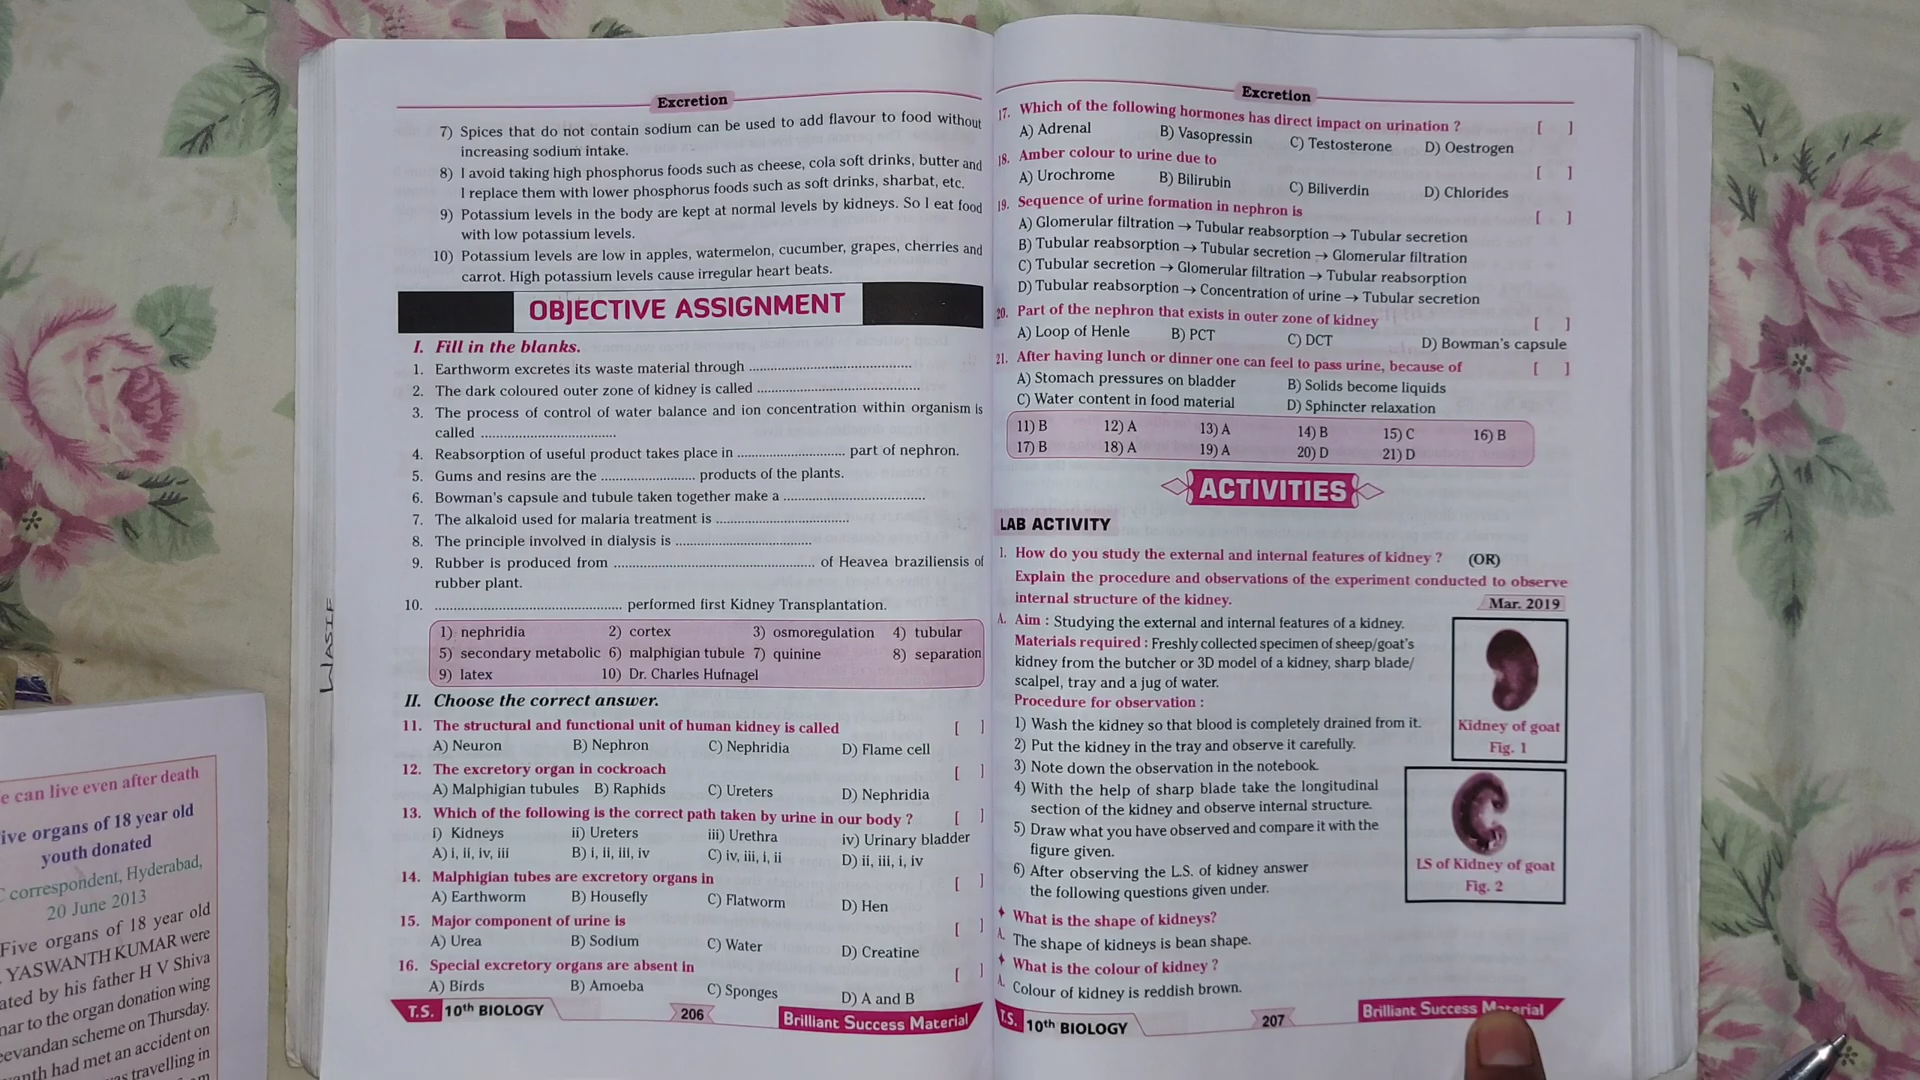 Excretion
7) Spices that do not contain sodium can be used to add flavour to food without
increasing sodium intake.
8) I avoid taking high phosphorus foods such as cheese, cola soft drinks, butter and
I replace them with lower phosphorus foods such as soft drinks, sharbat, etc.
9) Potassium levels in the body are kept at normal levels by kidneys. So I eat food
with low potassium levels.
10) Potassium levels are low in apples, watermelon, cucumber, grapes, cherries and
carrot. High potassium levels cause irregular heart beats.
OBJECTIVE ASSIGNMENT
I. Fill in the blanks.
1. Earthworm excretes its waste material through ........................................
2. The dark coloured outer zone of kidney is called ........................................
3. The process of control of water balance and ion concentration within organism is
called .................................
4. Reabsorption of useful product takes place in .......................... part of nephron.
5. Gums and resins are the ....................... products of the plants.
6. Bowman's capsule and tubule taken together make a ...................................
7. The alkaloid used for malaria treatment is .................................
8. The principle involved in dialysis is .................................
9. Rubber is produced from .................................................. of Heavea braziliensis of
rubber plant.
10. .............................................. performed first Kidney Transplantation.
1) nephridia 2) cortex 3) osmoregulation 4) tubular
5) secondary metabolic 6) malphigian tubule 7) quinine 8) separation
9) latex 10) Dr. Charles Hufnagel
II. Choose the correct answer.
11. The structural and functional unit of human kidney is called [ ]
A) Neuron B) Nephron C) Nephridia D) Flame cell
12. The excretory organ in cockroach [ ]
A) Malphigian tubules B) Raphids C) Ureters D) Nephridia
13. Which of the following is the correct path taken by urine in our body ? [ ]
i) Kidneys ii) Ureters iii) Urethra iv) Urinary bladder
A) i, ii, iv, iii B) i, ii, iii, iv C) iv, iii, i, ii D) ii, iii, i, iv
14. Malphigian tubes are excretory organs in [ ]
A) Earthworm B) Housefly C) Flatworm D) Hen
15. Major component of urine is [ ]
A) Urea B) Sodium C) Water D) Creatine
16. Special excretory organs are absent in [ ]
A) Birds B) Amoeba C) Sponges D) A and B
T.S. 10th BIOLOGY 206 Brilliant Success Material
Excretion
17. Which of the following hormones has direct impact on urination ? [ ]
A) Adrenal B) Vasopressin C) Testosterone D) Oestrogen
18. Amber colour to urine due to [ ]
A) Urochrome B) Bilirubin C) Biliverdin D) Chlorides
19. Sequence of urine formation in nephron is [ ]
A) Glomerular filtration → Tubular reabsorption → Tubular secretion
B) Tubular reabsorption → Tubular secretion → Glomerular filtration
C) Tubular secretion → Glomerular filtration → Tubular reabsorption
D) Tubular reabsorption → Concentration of urine → Tubular secretion
20. Part of the nephron that exists in outer zone of kidney [ ]
A) Loop of Henle B) PCT C) DCT D) Bowman's capsule
21. After having lunch or dinner one can feel to pass urine, because of [ ]
A) Stomach pressures on bladder B) Solids become liquids
C) Water content in food material D) Sphincter relaxation
11) B 12) A 13) A 14) B 15) C 16) B
17) B 18) A 19) A 20) D 21) D
ACTIVITIES
LAB ACTIVITY
1. How do you study the external and internal features of kidney ? (OR)
Explain the procedure and observations of the experiment conducted to observe
internal structure of the kidney. Mar. 2019
A. Aim : Studying the external and internal features of a kidney.
Materials required : Freshly collected specimen of sheep/goat's
kidney from the butcher or 3D model of a kidney, sharp blade/
scalpel, tray and a jug of water.
Procedure for observation :
1) Wash the kidney so that blood is completely drained from it.
2) Put the kidney in the tray and observe it carefully.
3) Note down the observation in the notebook.
4) With the help of sharp blade take the longitudinal
section of the kidney and observe internal structure.
5) Draw what you have observed and compare it with the
figure given.
6) After observing the L.S. of kidney answer
the following questions given under.
Kidney of goat
Fig. 1
LS of Kidney of goat
Fig. 2
✦ What is the shape of kidneys?
A. The shape of kidneys is bean shape.
✦ What is the colour of kidney ?
A. Colour of kidney is reddish brown.
T.S. 10th BIOLOGY 207 Brilliant Success Material
WASIF
e can live even after death
ive organs of 18 year old
youth donated
C correspondent, Hyderabad,
20 June 2013
Five organs of 18 year old
YASWANTH KUMAR were
ated by his father H V Shiva
mar to the organ donation wing
eevandan scheme on Thursday.
wanth had met an accident on
as travelling in